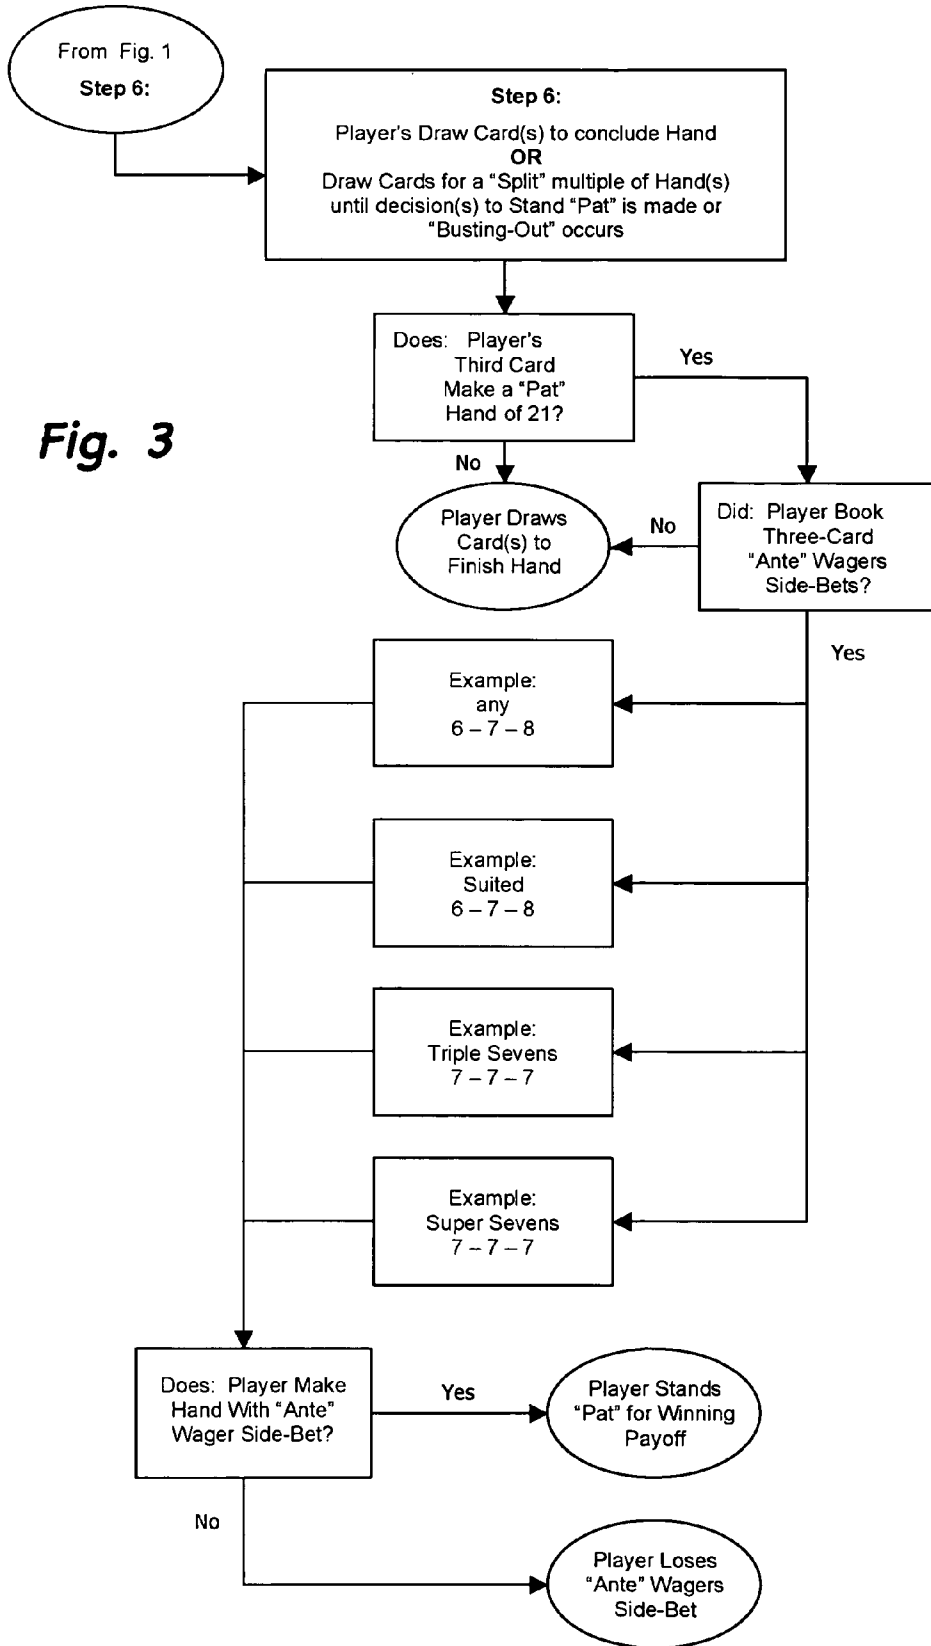 From Fig. 1
Step 6:
Step 6:
Player's Draw Card(s) to conclude Hand
OR
Draw Cards for a “Split” multiple of Hand(s)
until decision(s) to Stand “Pat” is made or
“Busting-Out” occurs
Does: Player's
Third Card
Make a “Pat”
Hand of 21?
Yes
Fig. 3
No
Player Draws
Card(s) to
Finish Hand
No
Did: Player Book
Three-Card
“Ante” Wagers
Side-Bets?
Yes
Example:
any
6 – 7 – 8
Example:
Suited
6 – 7 – 8
Example:
Triple Sevens
7 – 7 – 7
Example:
Super Sevens
7 – 7 – 7
Does: Player Make
Hand With “Ante”
Wager Side-Bet?
Yes
Player Stands
“Pat” for Winning
Payoff
No
Player Loses
“Ante” Wagers
Side-Bet